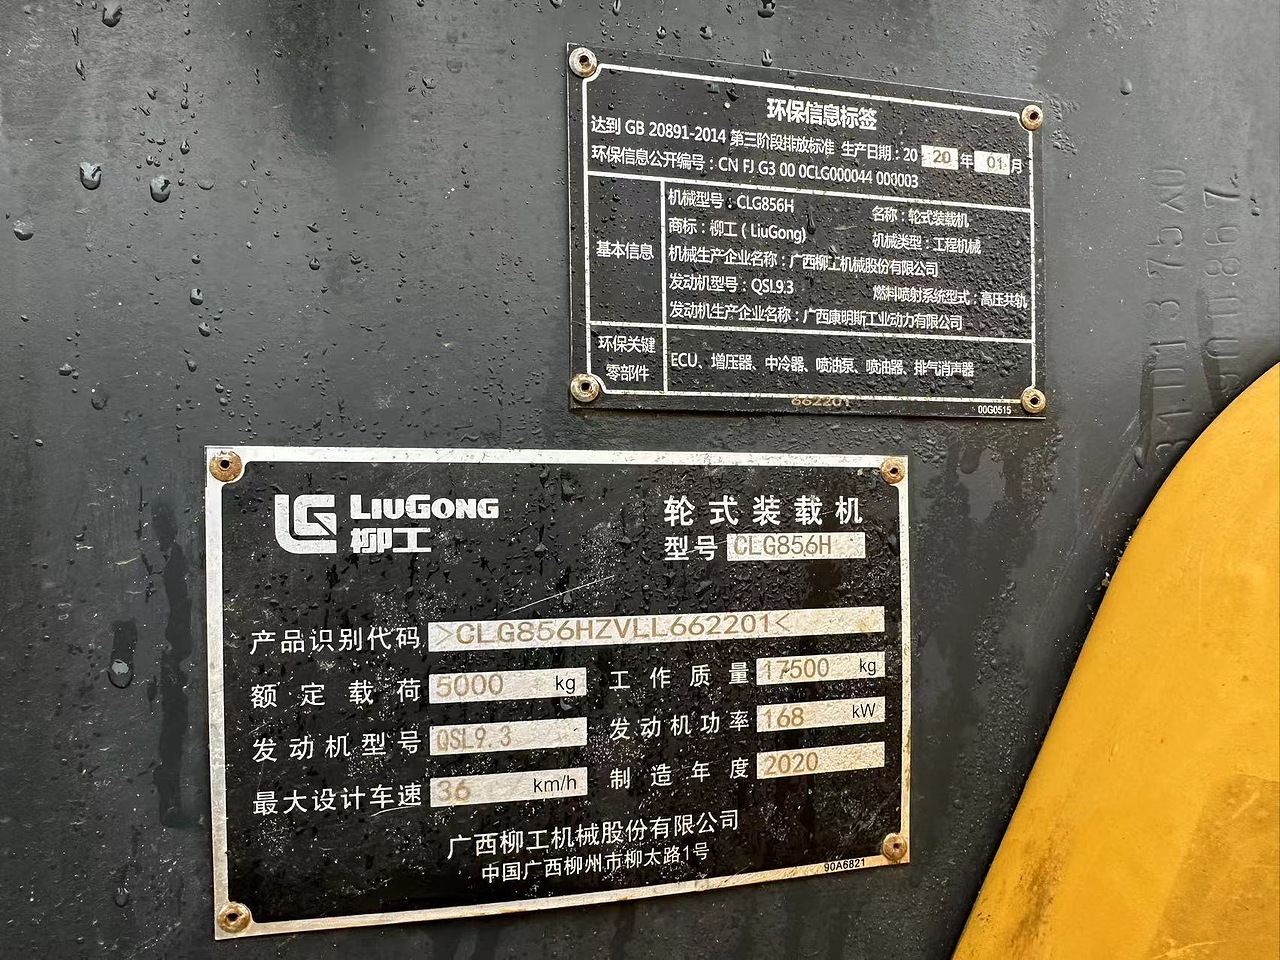 环保信息标签
达到 GB 20891-2014 第三阶段排放标准 生产日期：20 20 年 01 月
环保信息公开编号：CN FJ G3 00 0CLG000044 000003
基本信息
机械型号：CLG856H 名称：轮式装载机
商标：柳工（LiuGong） 机械类型：工程机械
机械生产企业名称：广西柳工机械股份有限公司
发动机型号：QSL9.3 燃料喷射系统型式：高压共轨
发动机生产企业名称：广西康明斯工业动力有限公司
环保关键
零部件
ECU、增压器、中冷器、喷油泵、喷油器、排气消声器
662201
00G0515
LIUGONG
柳工
轮式装载机
型号 CLG856H
产品识别代码 >CLG856HZVLL662201<
额定载荷 5000 kg 工作质量 17500 kg
发动机型号 QSL9.3 发动机功率 168 kW
最大设计车速 36 km/h 制造年度 2020
广西柳工机械股份有限公司
中国广西柳州市柳太路1号
90A6821